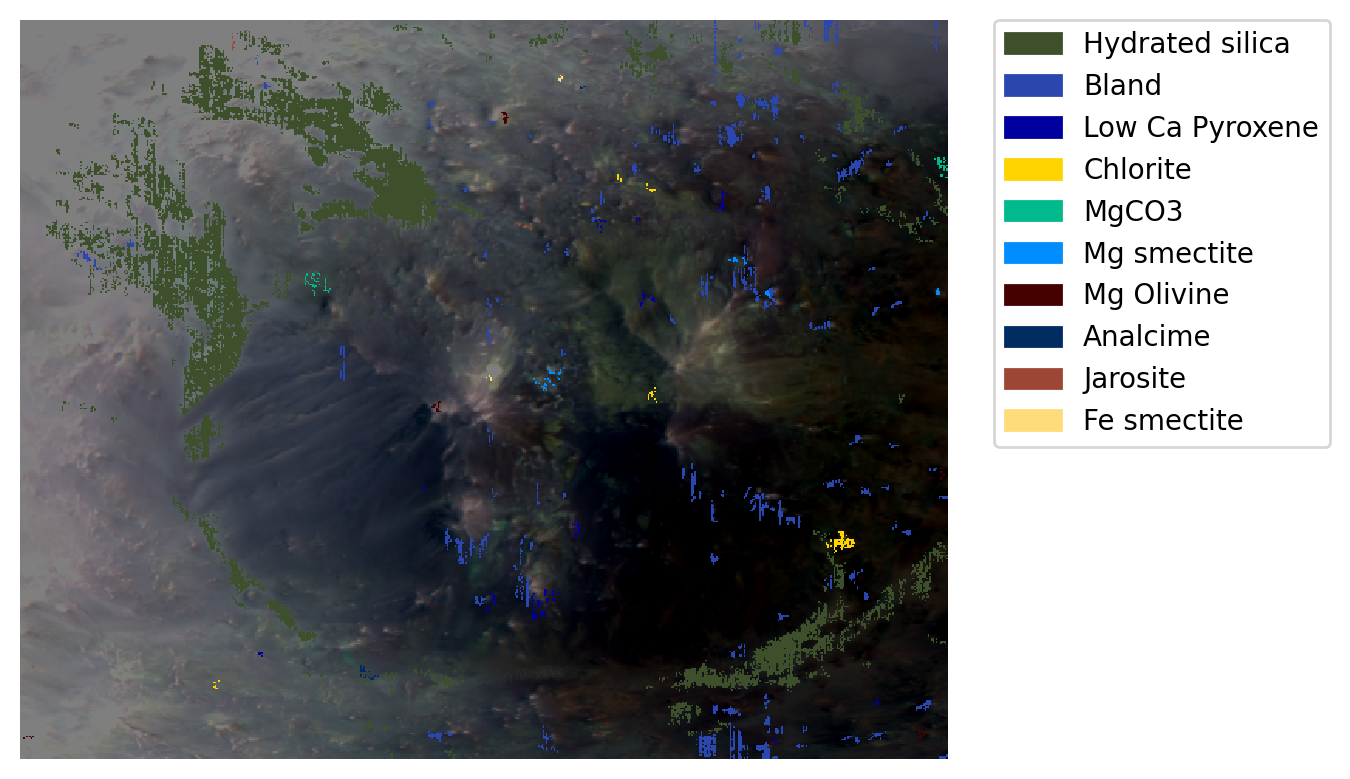 Hydrated silica
Bland
Low Ca Pyroxene
Chlorite
MgCO3
Mg smectite
Mg Olivine
Analcime
Jarosite
Fe smectite